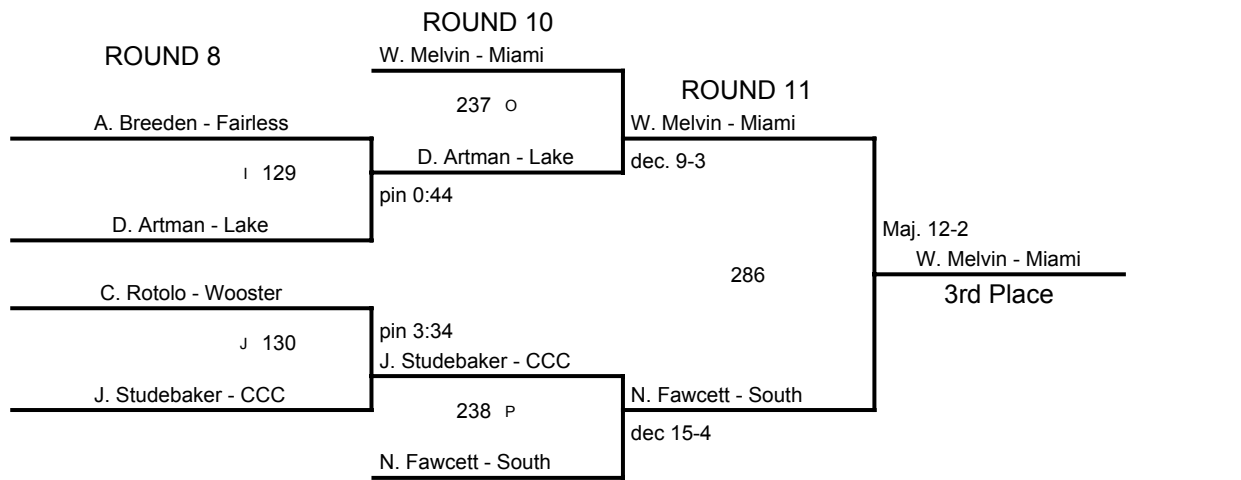 ROUND 10
ROUND 8
W. Melvin - Miami
ROUND 11
237 O
A. Breeden - Fairless
W. Melvin - Miami
D. Artman - Lake
dec. 9-3
I 129
pin 0:44
D. Artman - Lake
Maj. 12-2
W. Melvin - Miami
286
C. Rotolo - Wooster
3rd Place
pin 3:34
J 130
J. Studebaker - CCC
J. Studebaker - CCC
N. Fawcett - South
238 P
dec 15-4
N. Fawcett - South